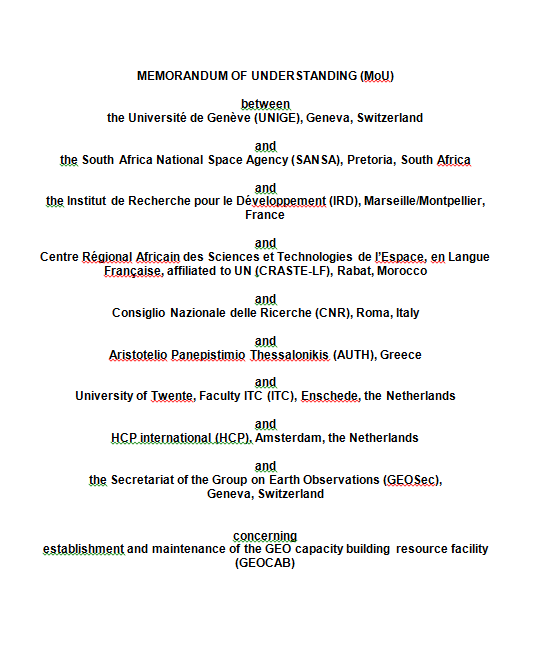 MEMORANDUM OF UNDERSTANDING (MoU)
between
the Université de Genève (UNIGE), Geneva, Switzerland
and
the South Africa National Space Agency (SANSA), Pretoria, South Africa
and
the Institut de Recherche pour le Développement (IRD), Marseille/Montpellier,
France
and
Centre Régional Africain des Sciences et Technologies de l'Espace, en Langue
Française, affiliated to UN (CRASTE-LF), Rabat, Morocco
and
Consiglio Nazionale delle Ricerche (CNR), Roma, Italy
and
Aristotelio Panepistimio Thessalonikis (AUTH), Greece
and
University of Twente, Faculty ITC (ITC), Enschede, the Netherlands
and
HCP international (HCP), Amsterdam, the Netherlands
and
the Secretariat of the Group on Earth Observations (GEOSec),
Geneva, Switzerland
concerning
establishment and maintenance of the GEO capacity building resource facility
(GEOCAB)